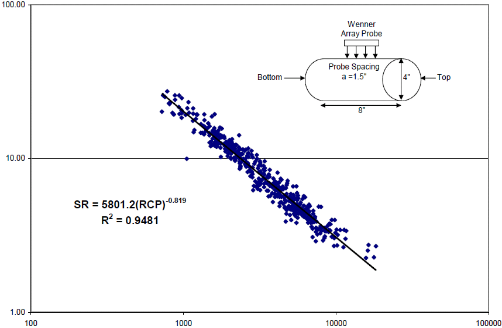 100.00
Wenner
Array Probe
Probe Spacing
a =1.5"
Bottom
4"
Top
8"
10.00
SR = 5801.2(RCP)^-0.819
R² = 0.9481
1.00
100
1000
10000
100000